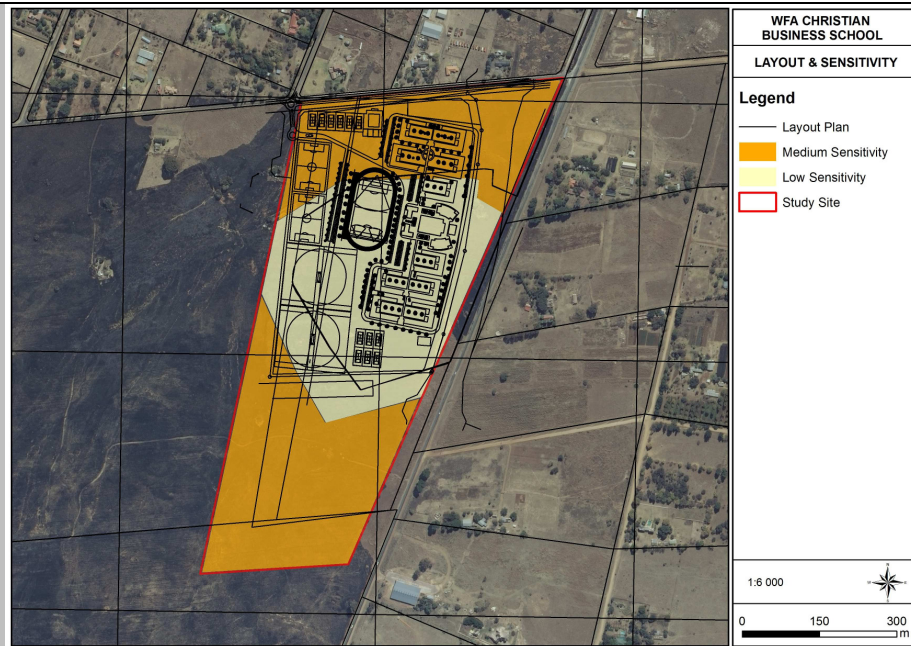 WFA CHRISTIAN
BUSINESS SCHOOL
LAYOUT & SENSITIVITY
Legend
Layout Plan
Medium Sensitivity
Low Sensitivity
Study Site
1:6 000
0 150 300
m